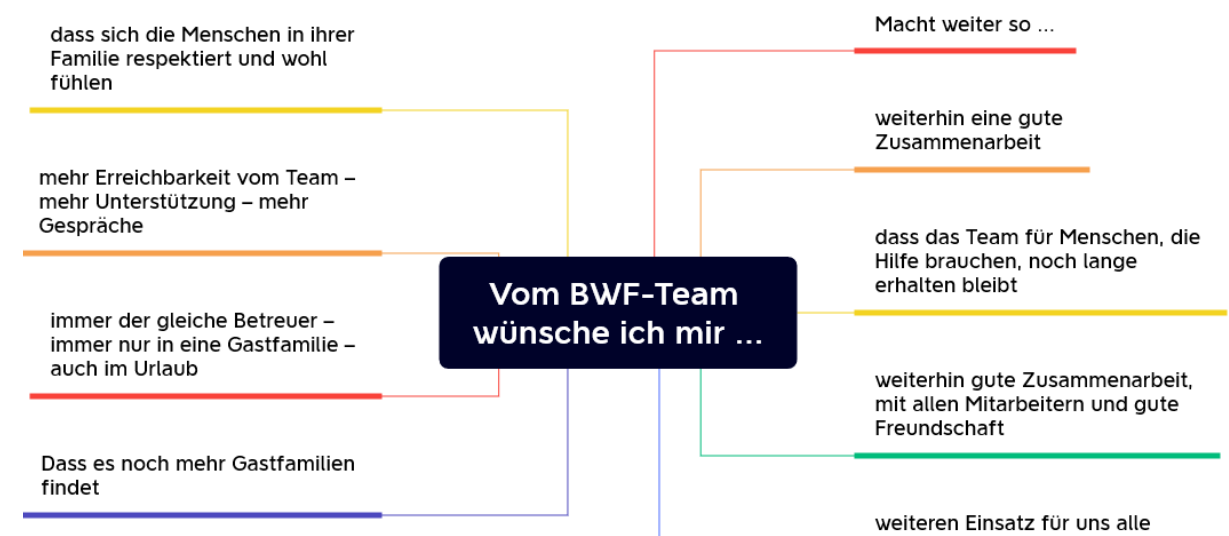 dass sich die Menschen in ihrer
Familie respektiert und wohl
fühlen
mehr Erreichbarkeit vom Team –
mehr Unterstützung – mehr
Gespräche
immer der gleiche Betreuer –
immer nur in eine Gastfamilie –
auch im Urlaub
Dass es noch mehr Gastfamilien
findet
Vom BWF-Team
wünsche ich mir ...
Macht weiter so ...
weiterhin eine gute
Zusammenarbeit
dass das Team für Menschen, die
Hilfe brauchen, noch lange
erhalten bleibt
weiterhin gute Zusammenarbeit,
mit allen Mitarbeitern und gute
Freundschaft
weiteren Einsatz für uns alle